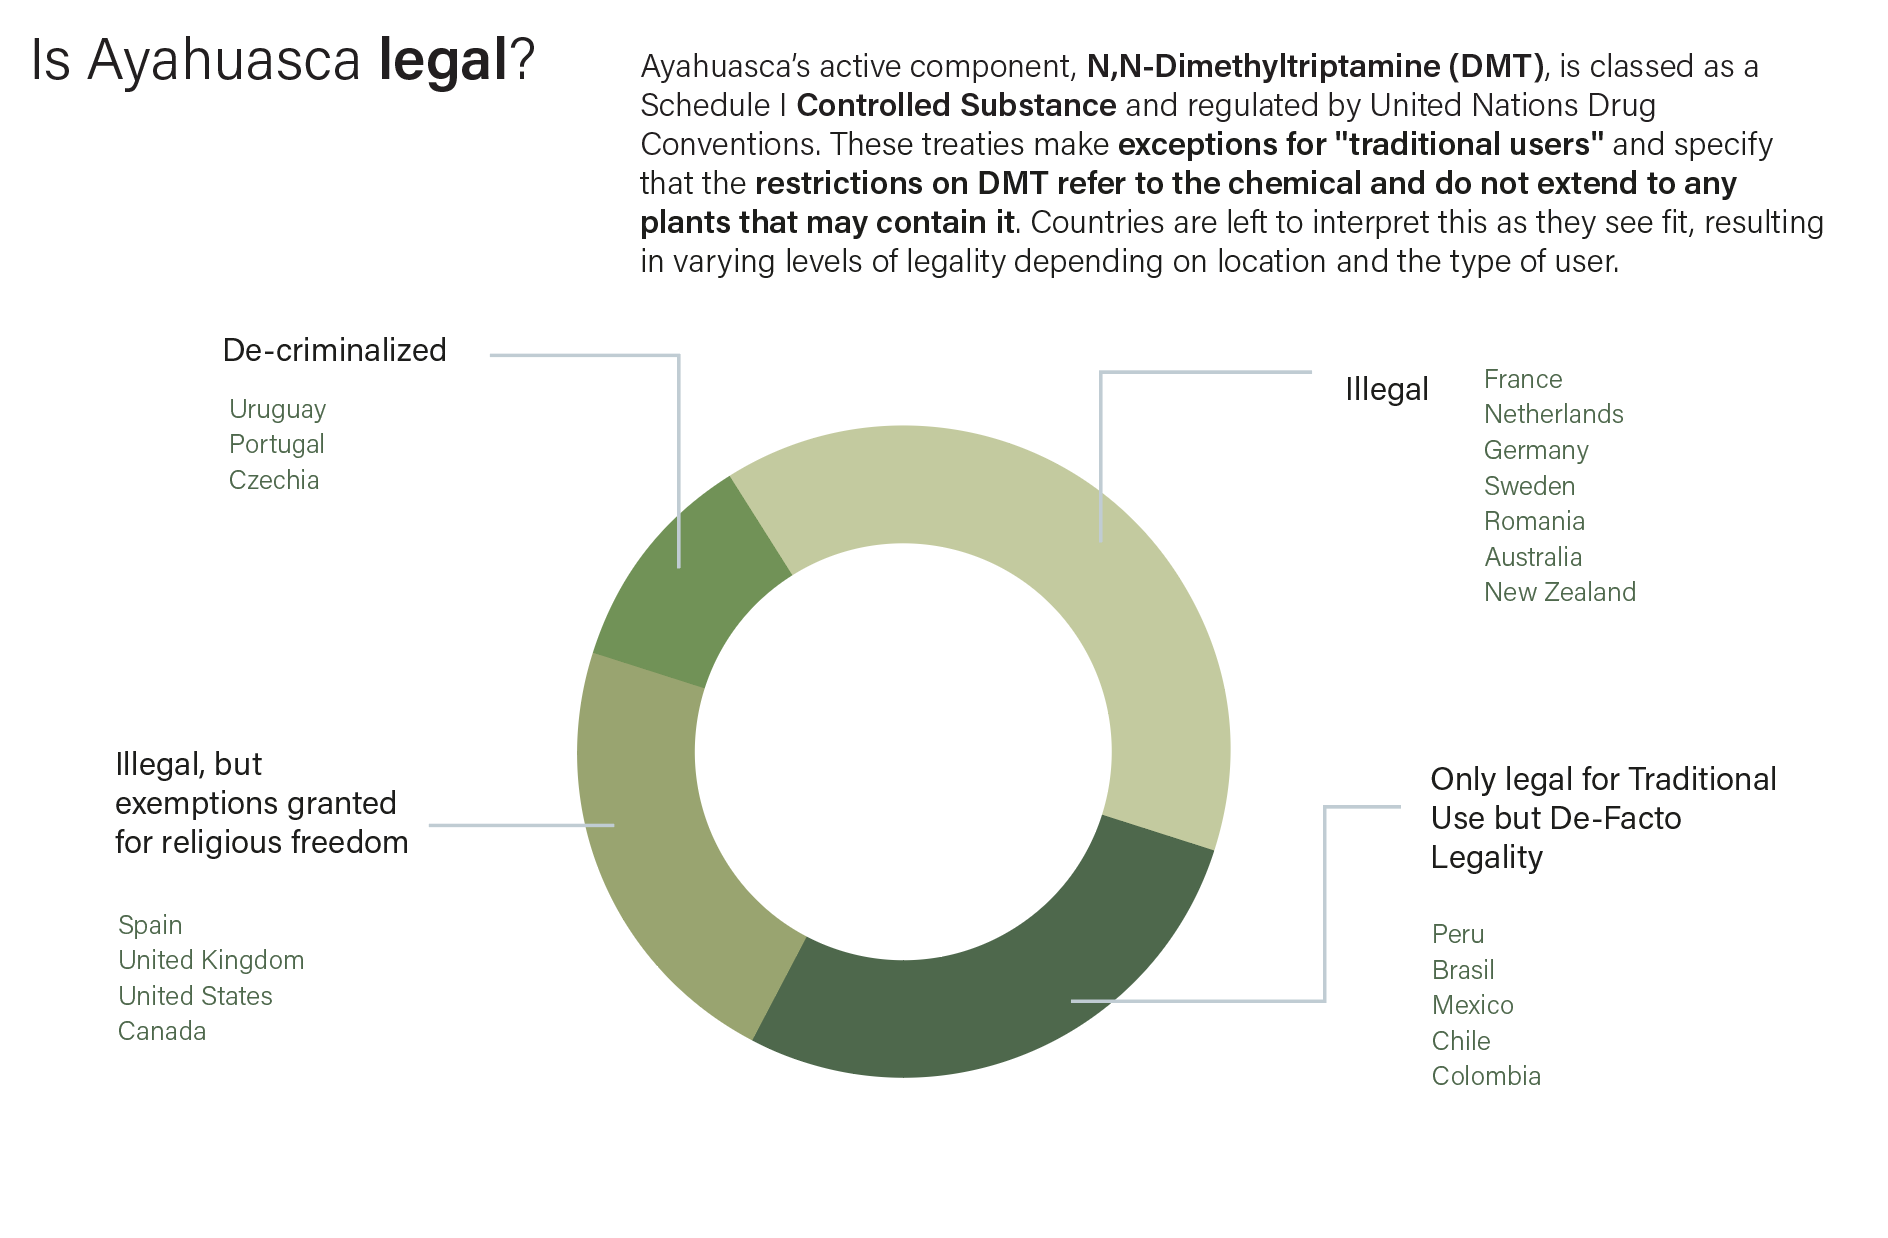 Is Ayahuasca legal?
Ayahuasca’s active component, N,N-Dimethyltriptamine (DMT), is classed as a
Schedule I Controlled Substance and regulated by United Nations Drug
Conventions. These treaties make exceptions for "traditional users" and specify
that the restrictions on DMT refer to the chemical and do not extend to any
plants that may contain it. Countries are left to interpret this as they see fit, resulting
in varying levels of legality depending on location and the type of user.
De-criminalized
Uruguay
Portugal
Czechia
Illegal
France
Netherlands
Germany
Sweden
Romania
Australia
New Zealand
Illegal, but
exemptions granted
for religious freedom
Spain
United Kingdom
United States
Canada
Only legal for Traditional
Use but De-Facto
Legality
Peru
Brasil
Mexico
Chile
Colombia